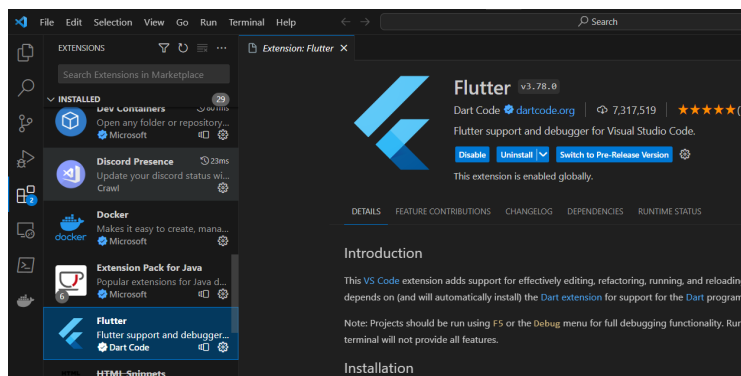 File Edit Selection View Go Run Terminal Help
Search
EXTENSIONS
Extension: Flutter
Search Extensions in Marketplace
INSTALLED 29
Dev Containers
Open any folder or repository...
Microsoft
Discord Presence 23ms
Update your discord status wi...
Crawl
Docker
Makes it easy to create, mana...
Microsoft
docker
Extension Pack for Java
Popular extensions for Java d...
Microsoft
6
Flutter
Flutter support and debugger...
Dart Code
HTML Snippets
2
Flutter v3.78.0
Dart Code dartcode.org 7,317,519 ★★★★★(
Flutter support and debugger for Visual Studio Code.
Disable Uninstall Switch to Pre-Release Version
This extension is enabled globally.
DETAILS FEATURE CONTRIBUTIONS CHANGELOG DEPENDENCIES RUNTIME STATUS
Introduction
This VS Code extension adds support for effectively editing, refactoring, running, and reloadin
depends on (and will automatically install) the Dart extension for support for the Dart program
Note: Projects should be run using F5 or the Debug menu for full debugging functionality. Run
terminal will not provide all features.
Installation